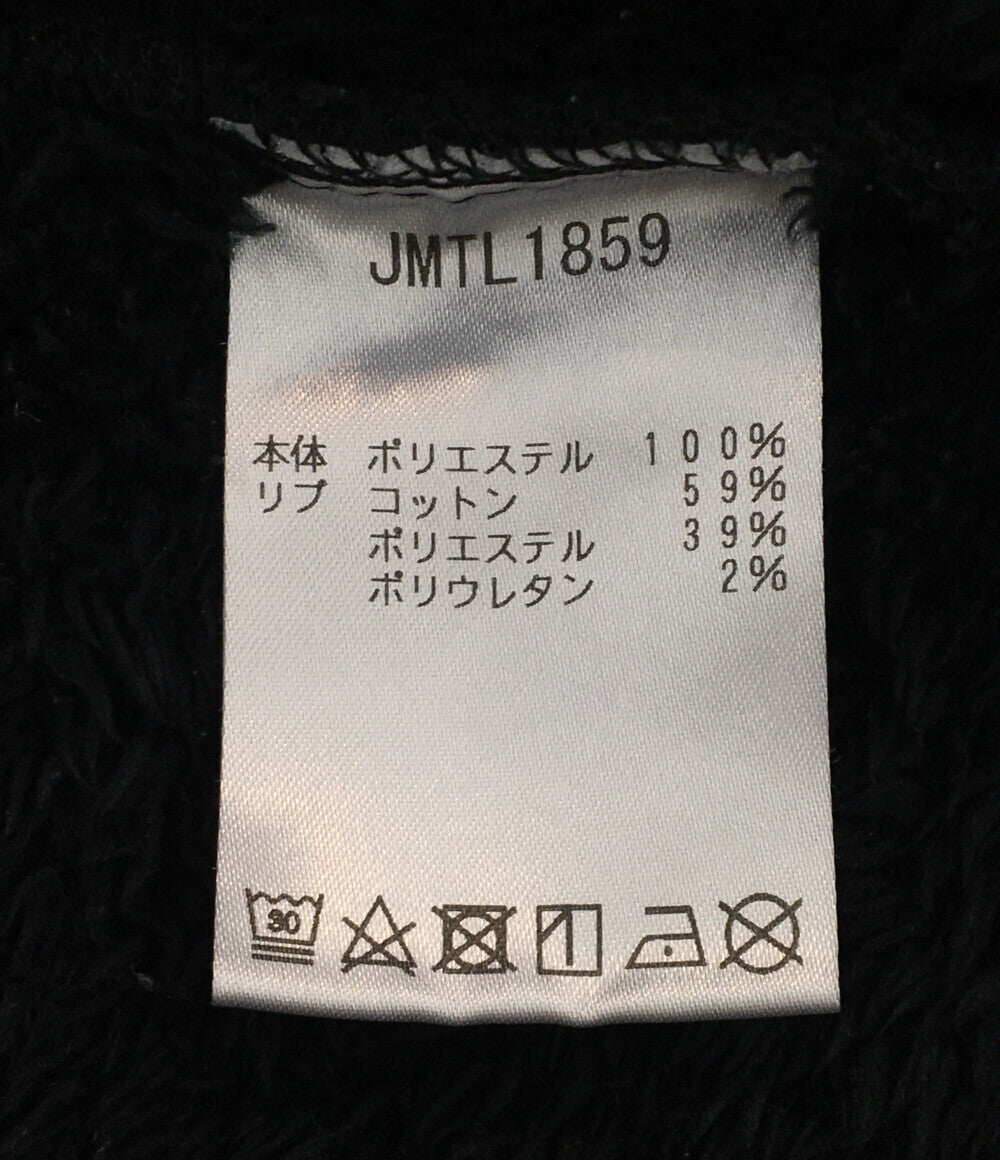 JMTL1859
本体 ポリエステル 100%
リブ コットン 59%
ポリエステル 39%
ポリウレタン 2%
30